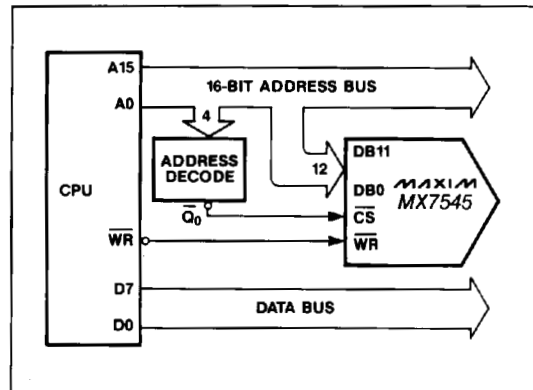 A15
16-BIT ADDRESS BUS
A0
4
DB11
ADDRESS
DECODE
12
MAXIM
CPU
DB0
MX7545
Q̅0
C̅S̅
W̅R̅
W̅R̅
D7
DATA BUS
D0